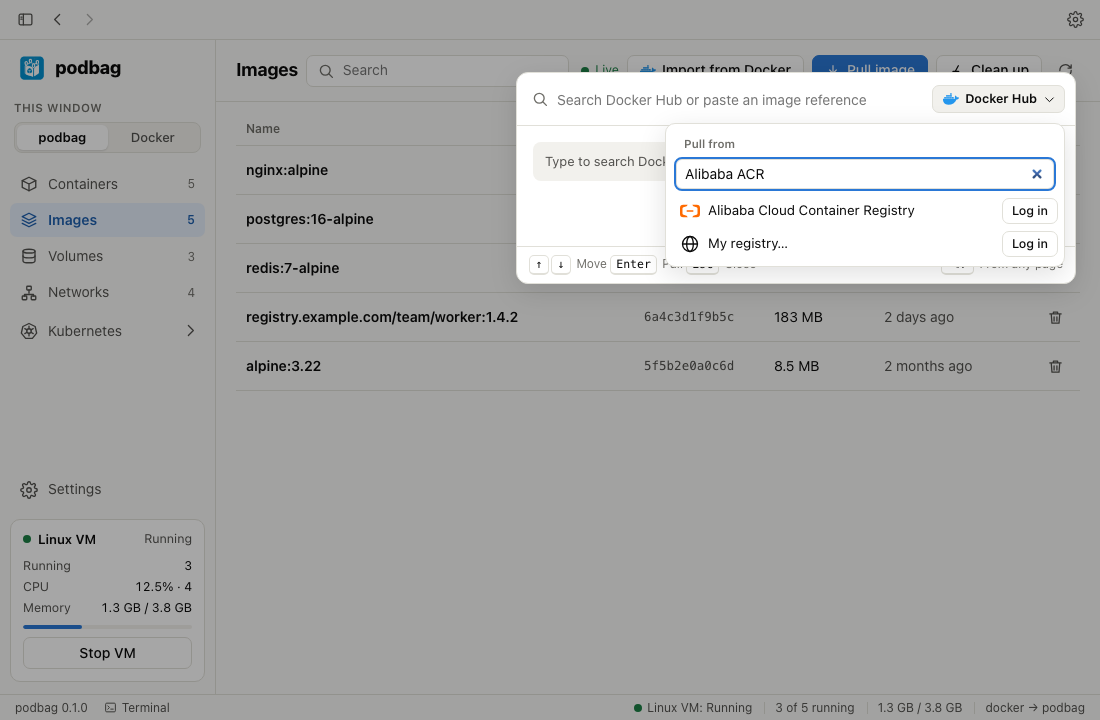 podbag
THIS WINDOW
podbag
Docker
Containers 5
Images 5
Volumes 3
Networks 4
Kubernetes
Settings
Linux VM Running
Running 3
CPU 12.5% · 4
Memory 1.3 GB / 3.8 GB
Stop VM
Images
Search
Live
Import from Docker
Pull image
Clean up
Name
nginx:alpine
postgres:16-alpine
redis:7-alpine
registry.example.com/team/worker:1.4.2 6a4c3d1f9b5c 183 MB 2 days ago
alpine:3.22 5f5b2e0a0c6d 8.5 MB 2 months ago
Search Docker Hub or paste an image reference
Docker Hub
Type to search Dock
Pull from
Alibaba ACR
Alibaba Cloud Container Registry Log in
My registry… Log in
↑ ↓ Move Enter
podbag 0.1.0
Terminal
Linux VM: Running
3 of 5 running
1.3 GB / 3.8 GB
docker → podbag